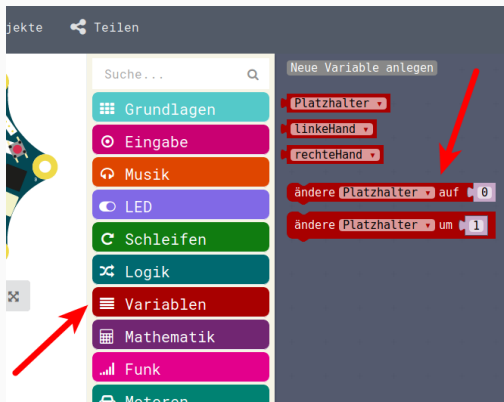 jekte Teilen
Suche...
Grundlagen
Eingabe
Musik
LED
Schleifen
Logik
Variablen
Mathematik
Funk
Motoren
Neue Variable anlegen
Platzhalter
linkeHand
rechteHand
ändere Platzhalter auf 0
ändere Platzhalter um 1